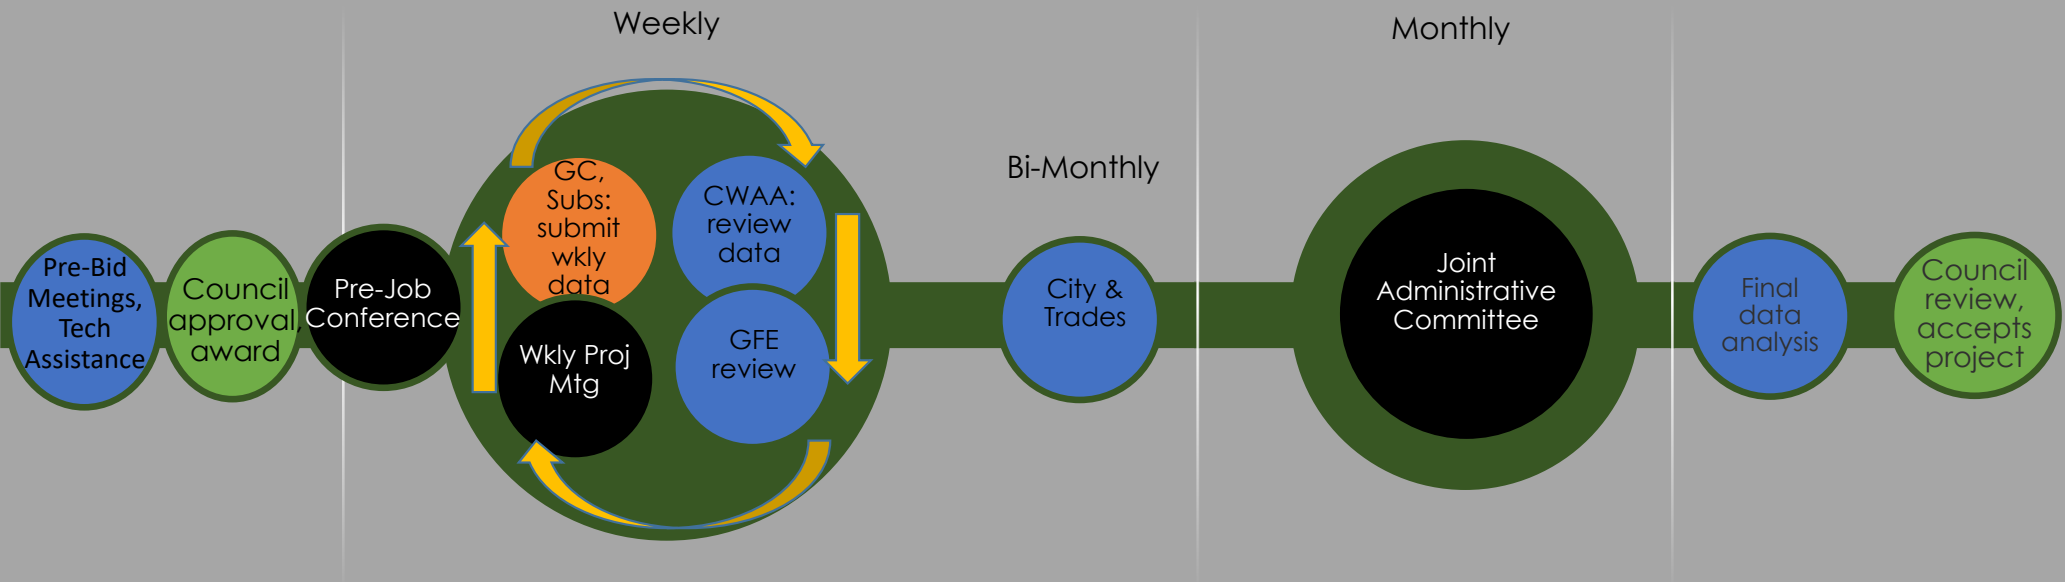 Weekly
Monthly
Bi-Monthly
Pre-Bid
Meetings,
Tech
Assistance
Council
approval,
award
Pre-Job
Conference
GC,
Subs:
submit
wkly
data
CWAA:
review
data
Wkly Proj
Mtg
GFE
review
City &
Trades
Joint
Administrative
Committee
Final
data
analysis
Council
review,
accepts
project